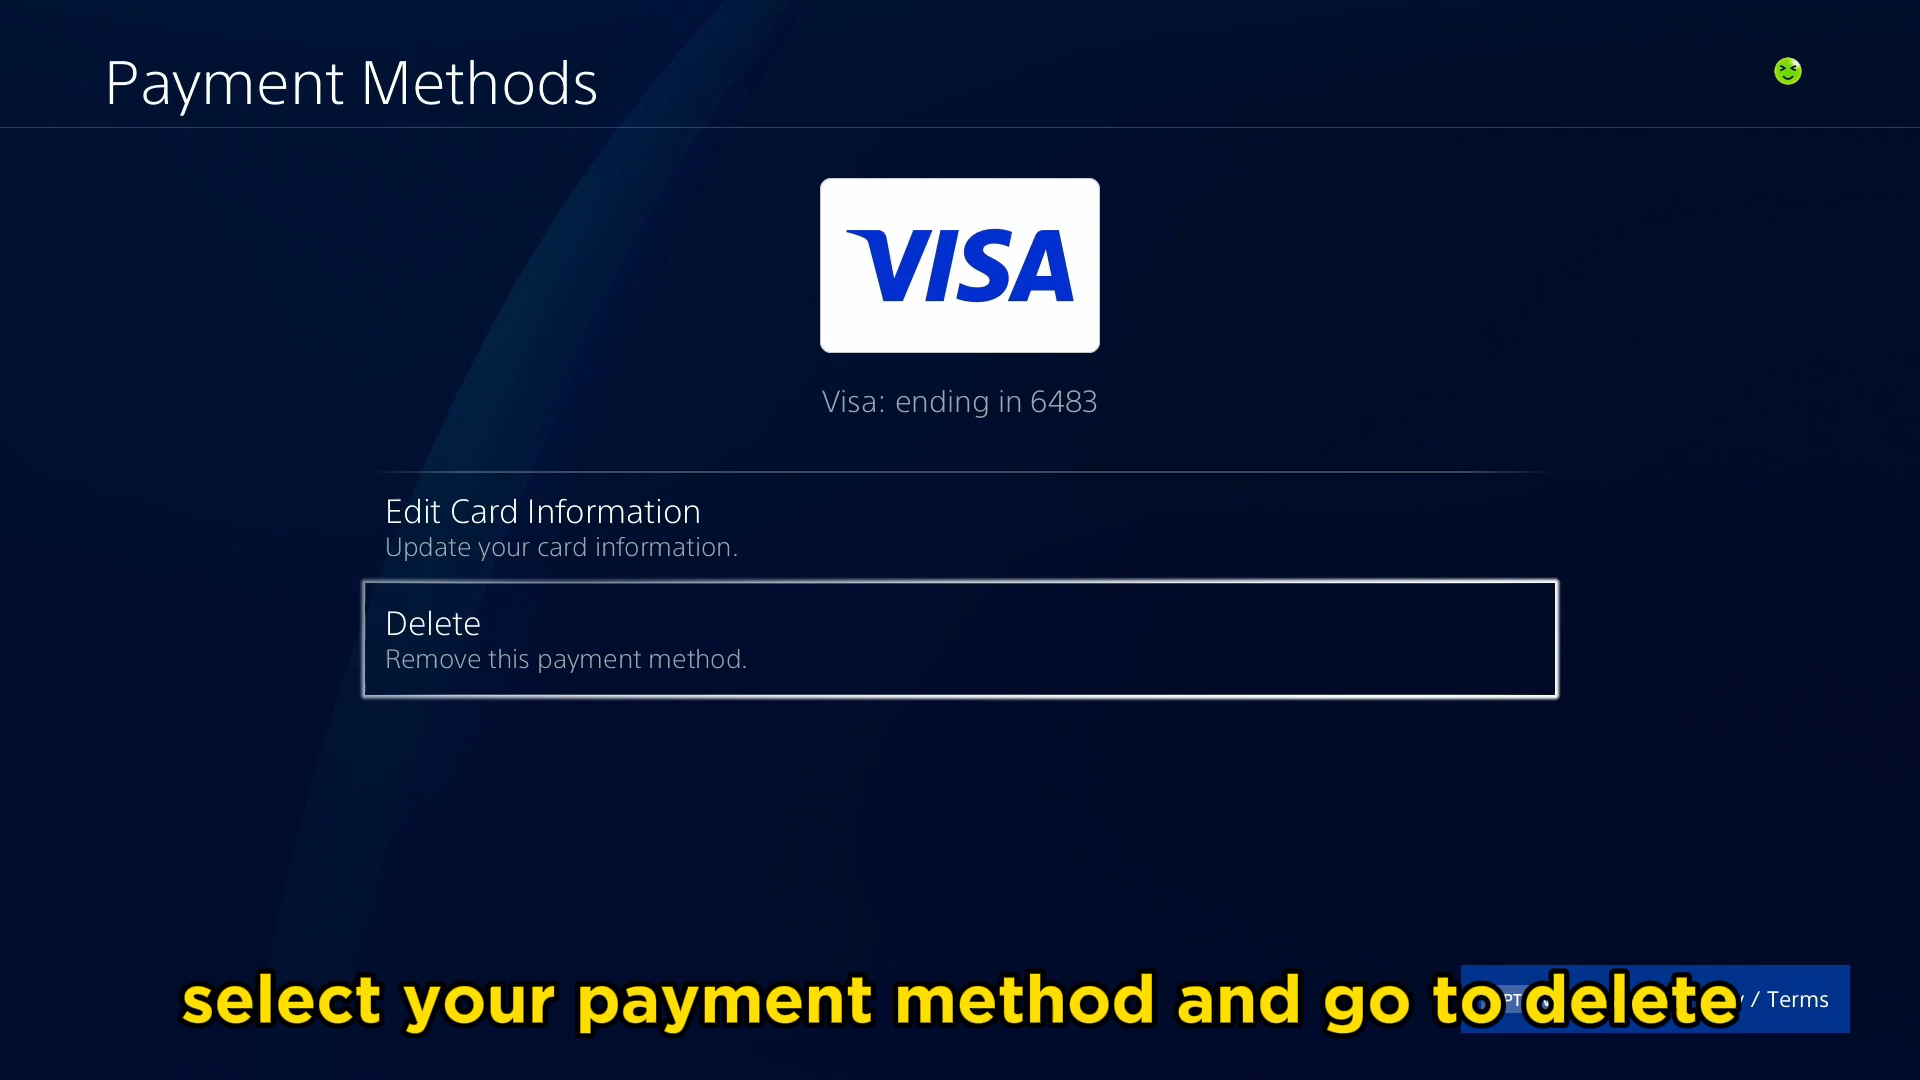 Payment Methods
VISA
Visa: ending in 6483
Edit Card Information
Update your card information.
Delete
Remove this payment method.
select your payment method and go to delete
/ Terms